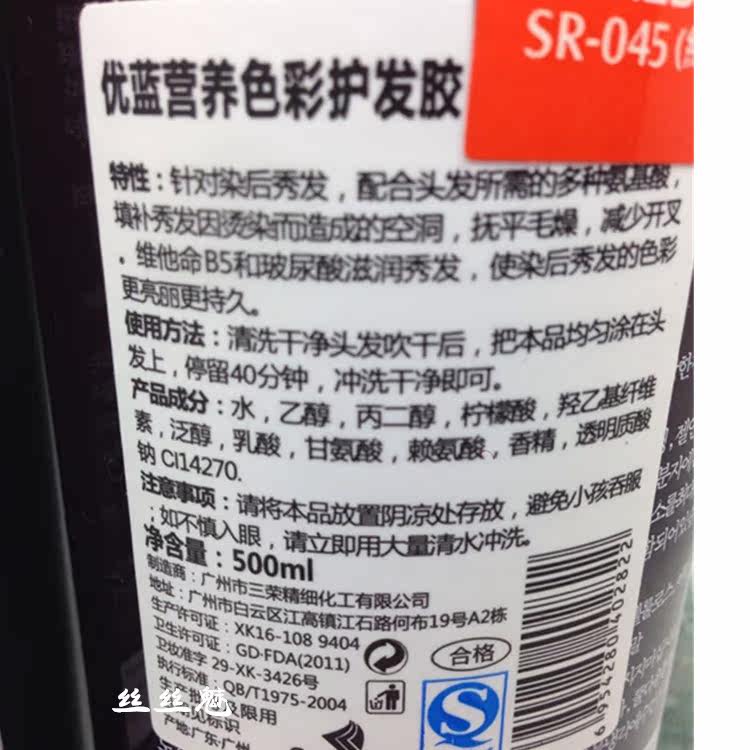 SR-045
优蓝营养色彩护发胶
特性：针对染后秀发，配合头发所需的多种氨基酸，
填补秀发因烫染而造成的空洞，抚平毛燥，减少开叉
。维他命B5和玻尿酸滋润秀发，使染后秀发的色彩
更亮丽更持久。
使用方法：清洗干净头发吹干后，把本品均匀涂在头
发上，停留40分钟，冲洗干净即可。
产品成分：水，乙醇，丙二醇，柠檬酸，羟乙基纤维
素，泛醇，乳酸，甘氨酸，赖氨酸，香精，透明质酸
钠 CI14270.
注意事项：请将本品放置阴凉处存放，避免小孩吞服
；如不慎入眼，请立即用大量清水冲洗。
净含量：500ml
制造商：广州市三荣精细化工有限公司
地址：广州市白云区江高镇江石路何布19号A2栋
生产许可证：XK16-108 9404
卫生许可证：GD-FDA(2011)
卫妆准字 29-XK-3426号
执行标准：QB/T1975-2004
合格
6954280402822
丝丝魅